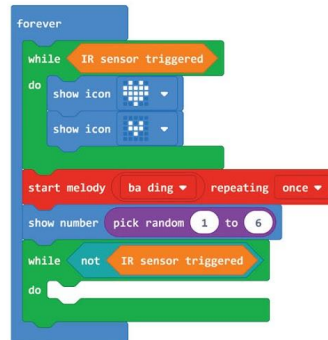 forever
while IR sensor triggered
do show icon
show icon
start melody ba ding repeating once
show number pick random 1 to 6
while not IR sensor triggered
do